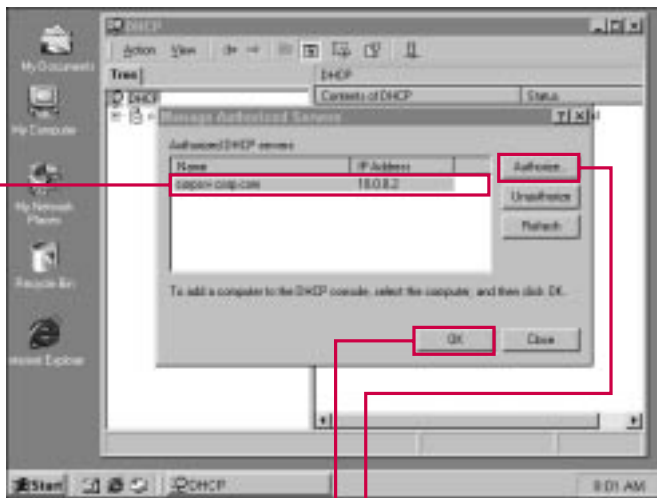 DHCP
My Documents
Action View
Tree
DHCP
DHCP
Contents of DHCP
Status
My Computer
Manage Authorized Servers
Authorized DHCP servers
Name
IP Address
Authorize...
10.0.0.2
Unauthorize
Refresh
My Network
Places
Recycle Bin
To add a computer to the DHCP console, select the computer, and then click OK.
OK
Close
Internet Explorer
Start
DHCP
8:01 AM